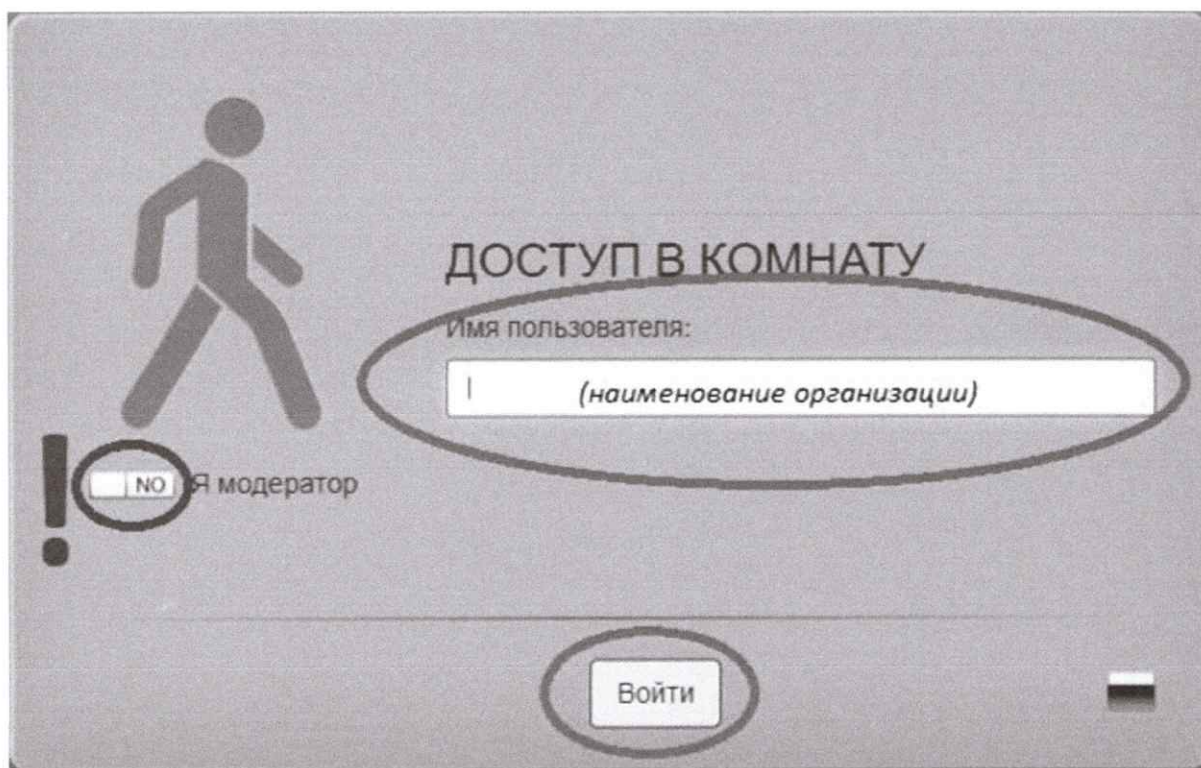 ДОСТУП В КОМНАТУ
Имя пользователя:
(наименование организации)
! NO Я модератор
Войти